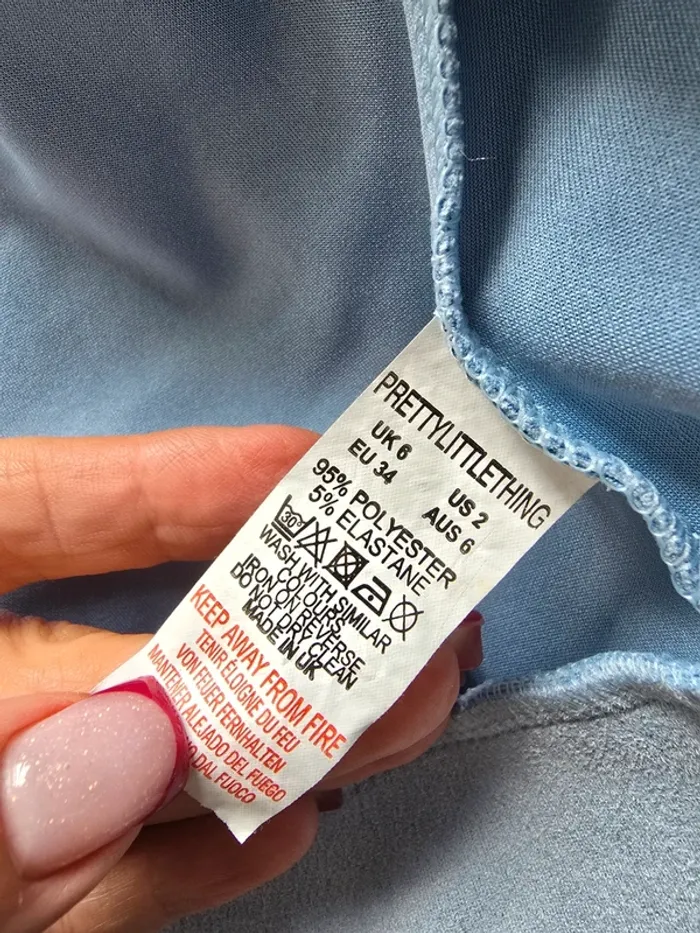 PRETTYLITTLETHING
UK 6 US 2
EU 34 AUS 6
95% POLYESTER
5% ELASTANE
30°
WASH WITH SIMILAR
COLOURS
IRON ON REVERSE
DO NOT DRY CLEAN
MADE IN UK
KEEP AWAY FROM FIRE
TENIR ÉLOIGNE DU FEU
VON FEUER FERNHALTEN
MANTENER ALEJADO DEL FUEGO
DAL FUOCO